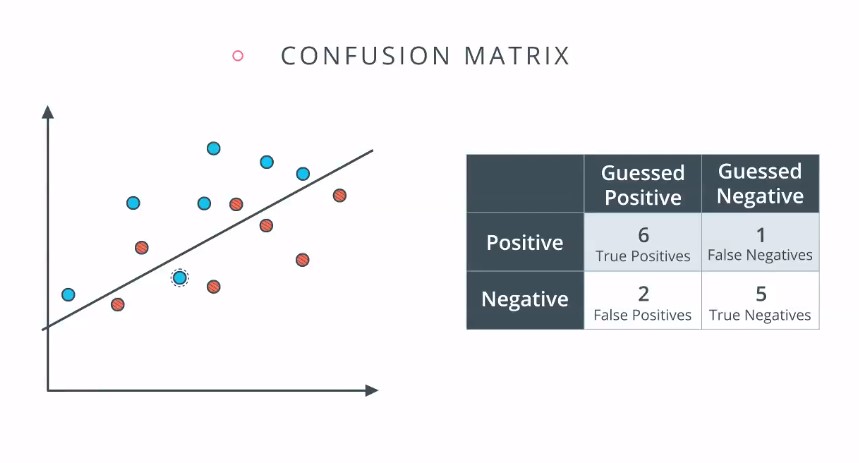 CONFUSION MATRIX
Guessed Positive
Guessed Negative
Positive
6
True Positives
1
False Negatives
Negative
2
False Positives
5
True Negatives